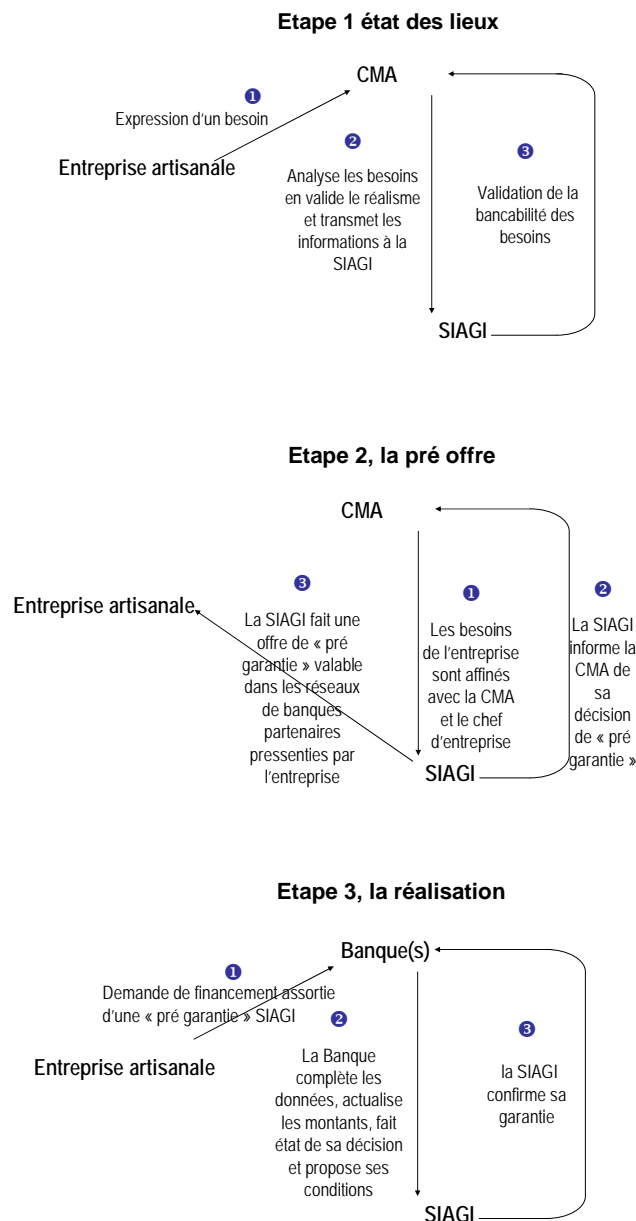 Etape 1 état des lieux
CMA
❶
Expression d'un besoin
Entreprise artisanale
❷
Analyse les besoins
en valide le réalisme
et transmet les
informations à la
SIAGI
❸
Validation de la
bancabilité des
besoins
SIAGI
Etape 2, la pré offre
CMA
Entreprise artisanale
❸
La SIAGI fait une
offre de « pré
garantie » valable
dans les réseaux
de banques
partenaires
pressenties par
l'entreprise
❶
Les besoins
de l'entreprise
sont affinés
avec la CMA
et le chef
d'entreprise
❷
La SIAGI
informe la
CMA de
sa
décision
de « pré
garantie »
SIAGI
Etape 3, la réalisation
Banque(s)
❶
Demande de financement assortie
d'une « pré garantie » SIAGI
Entreprise artisanale
❷
La Banque
complète les
données, actualise
les montants, fait
état de sa décision
et propose ses
conditions
❸
la SIAGI
confirme sa
garantie
SIAGI